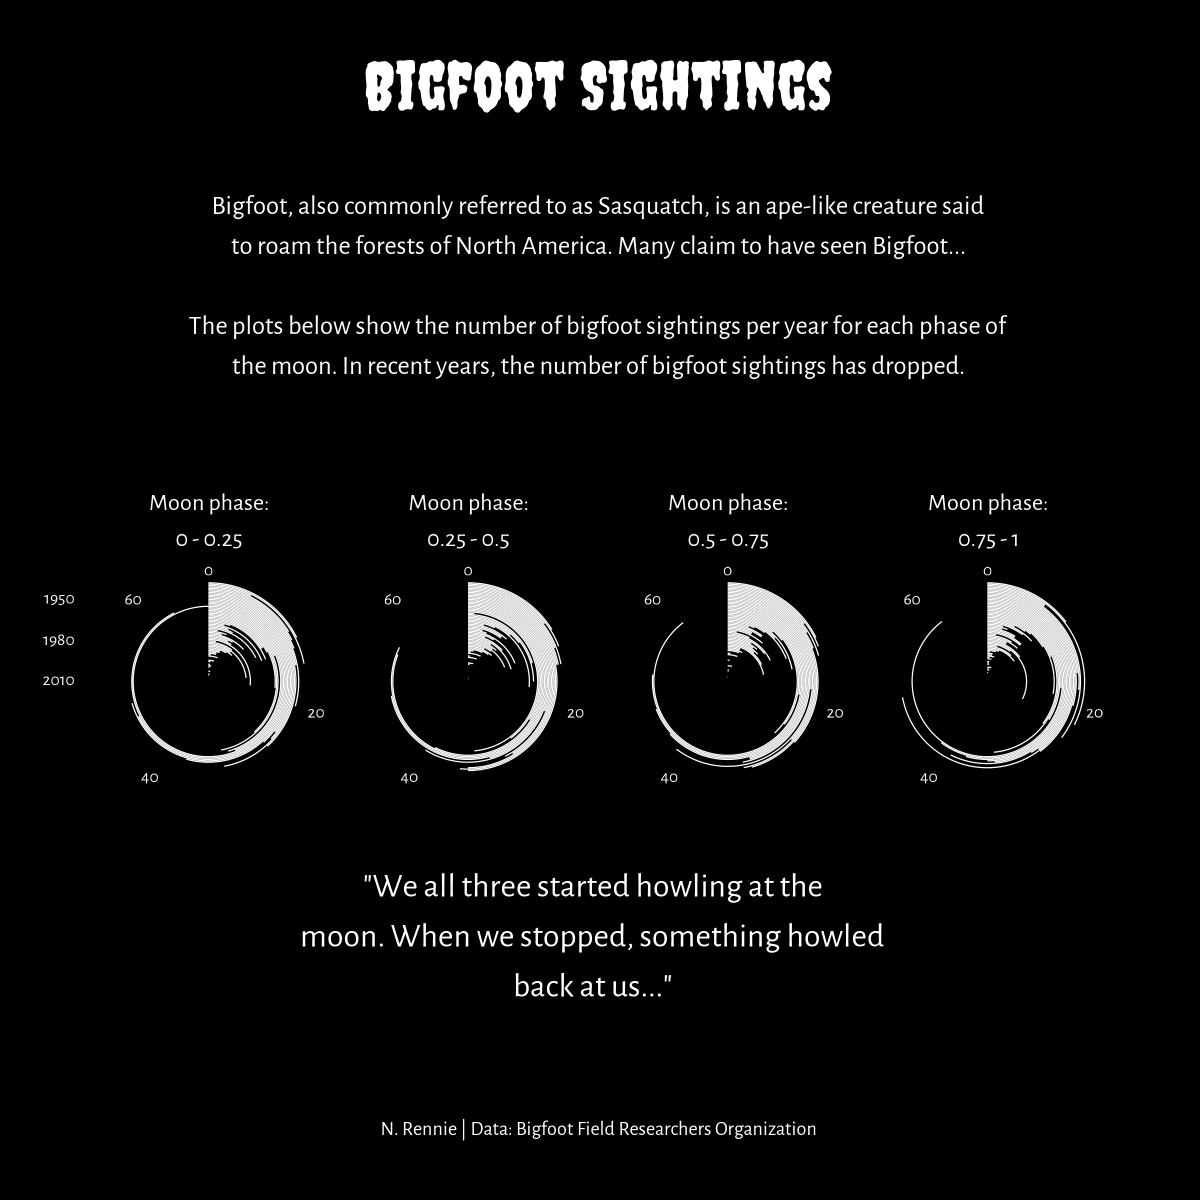 BIGFOOT SIGHTINGS
Bigfoot, also commonly referred to as Sasquatch, is an ape-like creature said
to roam the forests of North America. Many claim to have seen Bigfoot...
The plots below show the number of bigfoot sightings per year for each phase of
the moon. In recent years, the number of bigfoot sightings has dropped.
Moon phase:
0 - 0.25
Moon phase:
0.25 - 0.5
Moon phase:
0.5 - 0.75
Moon phase:
0.75 - 1
1950
1980
2010
0
20
40
60
0
20
40
60
0
20
40
60
0
20
40
60
"We all three started howling at the
moon. When we stopped, something howled
back at us..."
N. Rennie | Data: Bigfoot Field Researchers Organization